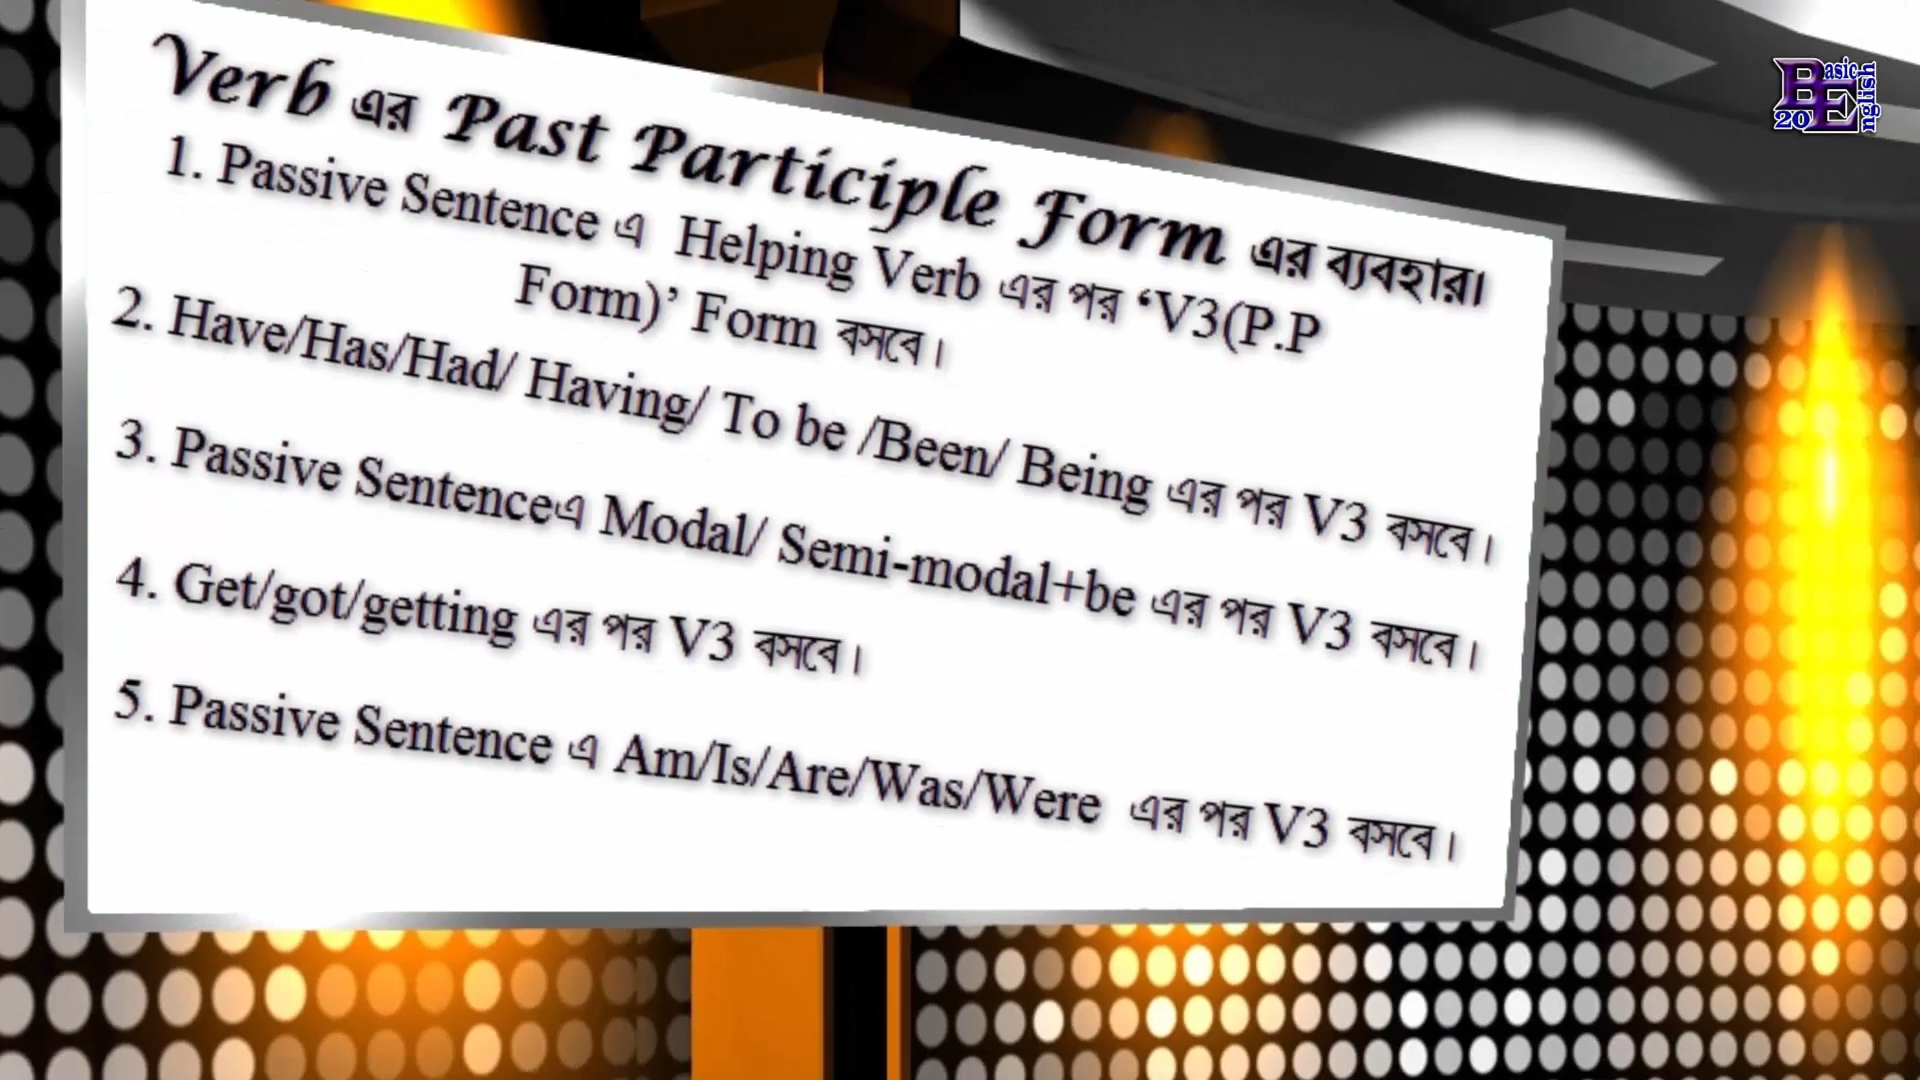 Verb এর Past Participle Form এর ব্যবহার।
1. Passive Sentence এ Helping Verb এর পর ‘V3(P.P
Form)’ Form বসবে।
2. Have/Has/Had/ Having/ To be /Been/ Being এর পর V3 বসবে।
3. Passive Sentenceএ Modal/ Semi-modal+be এর পর V3 বসবে।
4. Get/got/getting এর পর V3 বসবে।
5. Passive Sentence এ Am/Is/Are/Was/Were এর পর V3 বসবে।
Basic
English
20